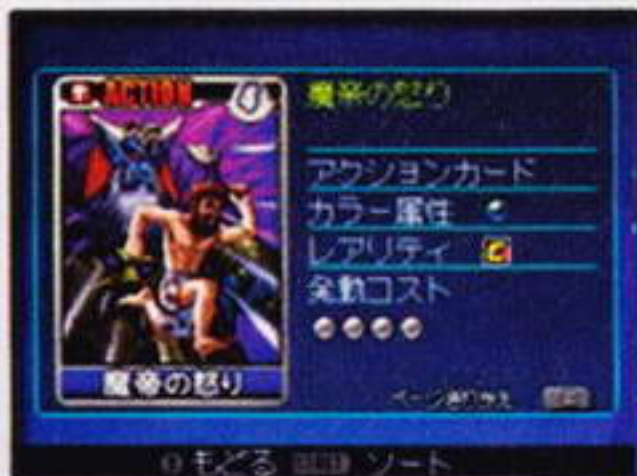 ACTION
魔帝の怒り
魔帝の怒り
アクションカード
カラー属性
レアリティ C
発動コスト
ページ切りかえ
もどる
ソート